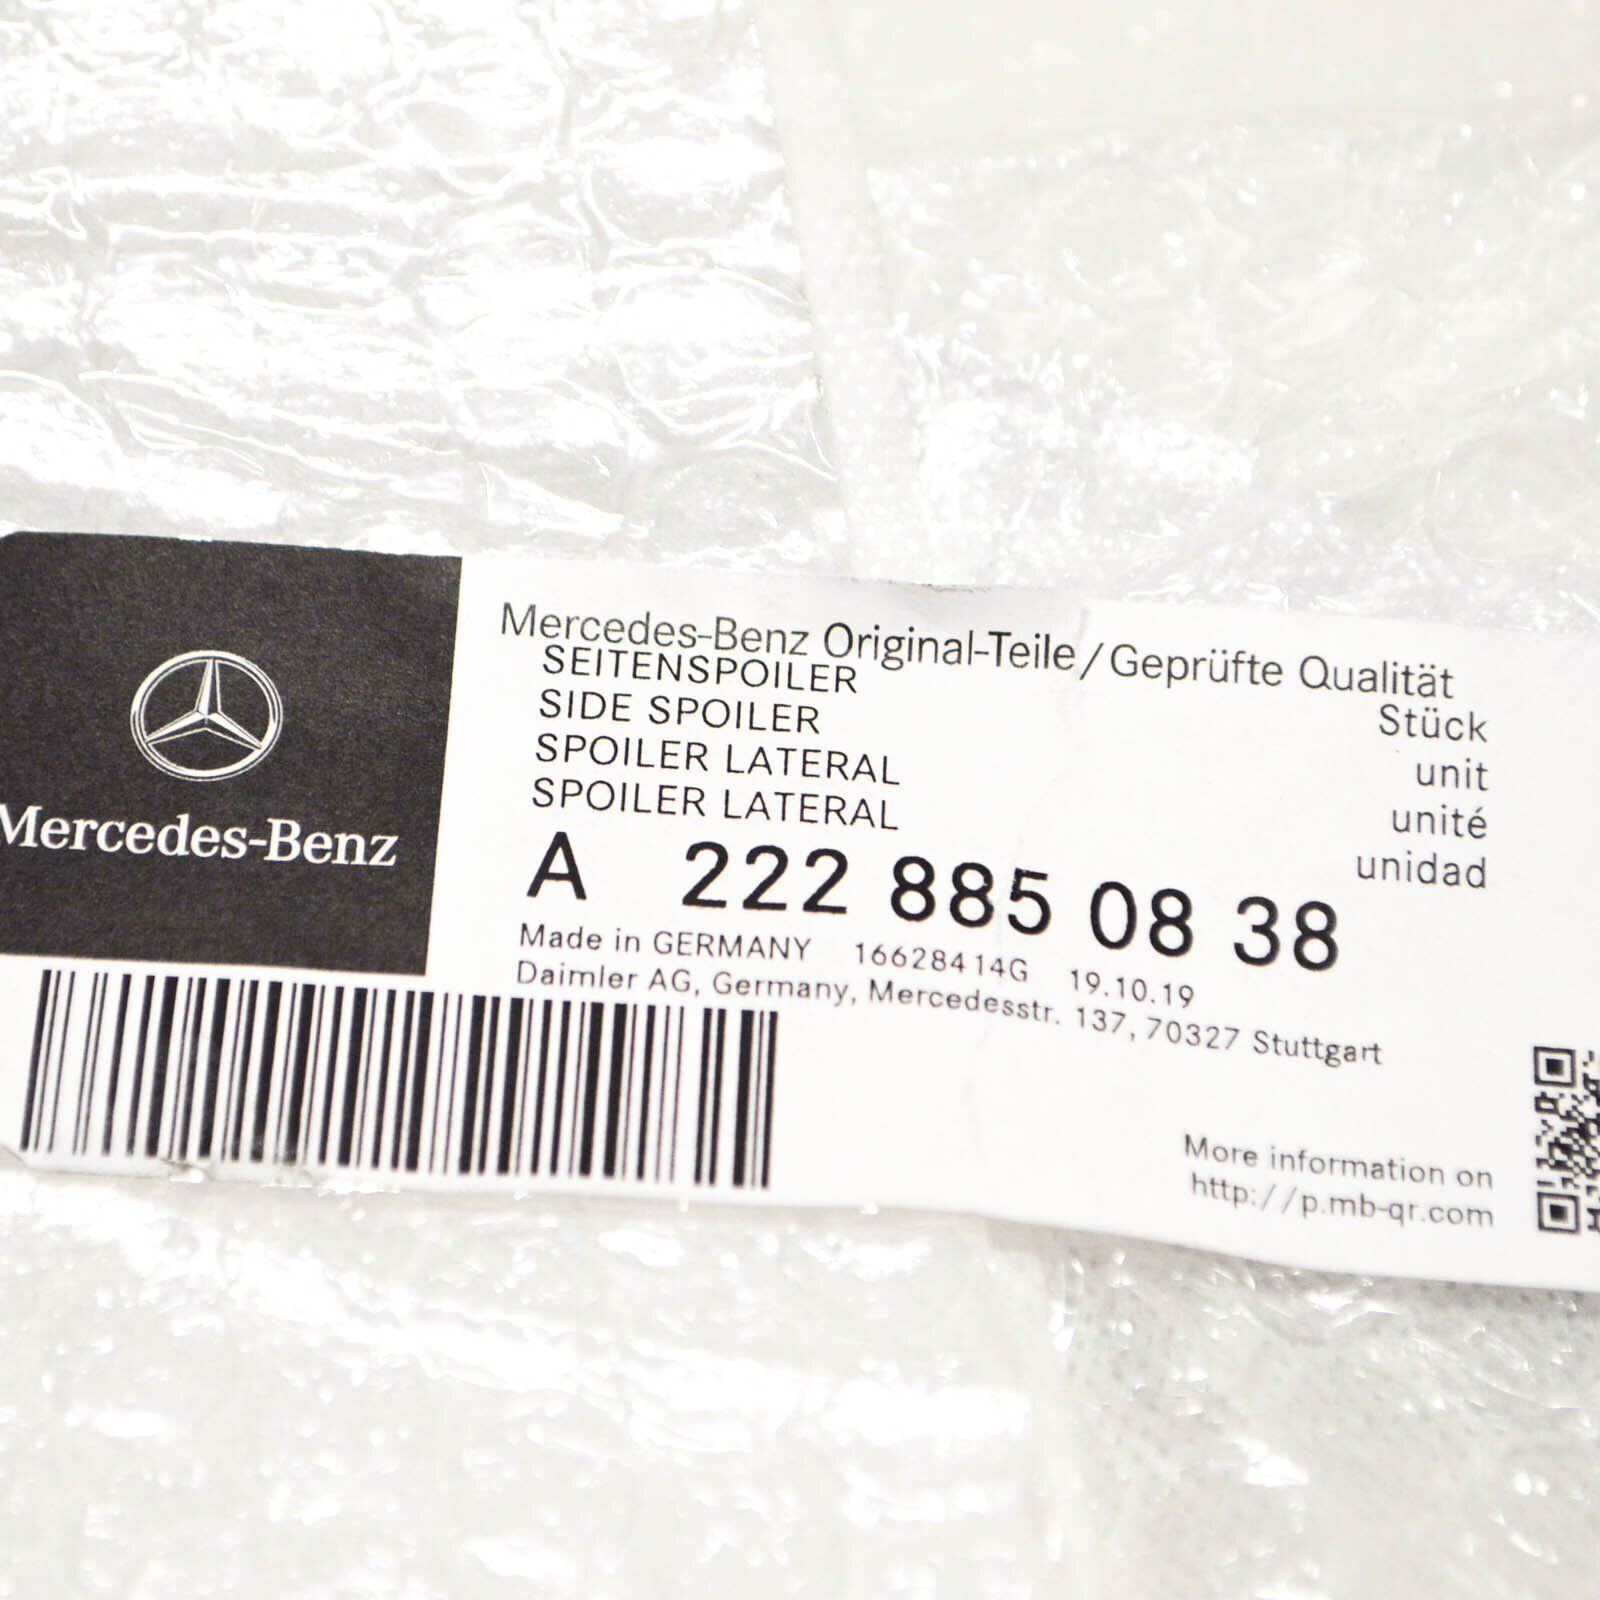 Mercedes-Benz
Mercedes-Benz Original-Teile/Geprüfte Qualität
SEITENSPOILER
SIDE SPOILER
SPOILER LATERAL
SPOILER LATERAL
Stück
unit
unité
unidad
A 222 885 08 38
Made in GERMANY 16628414G 19.10.19
Daimler AG, Germany, Mercedesstr. 137, 70327 Stuttgart
More information on
http://p.mb-qr.com